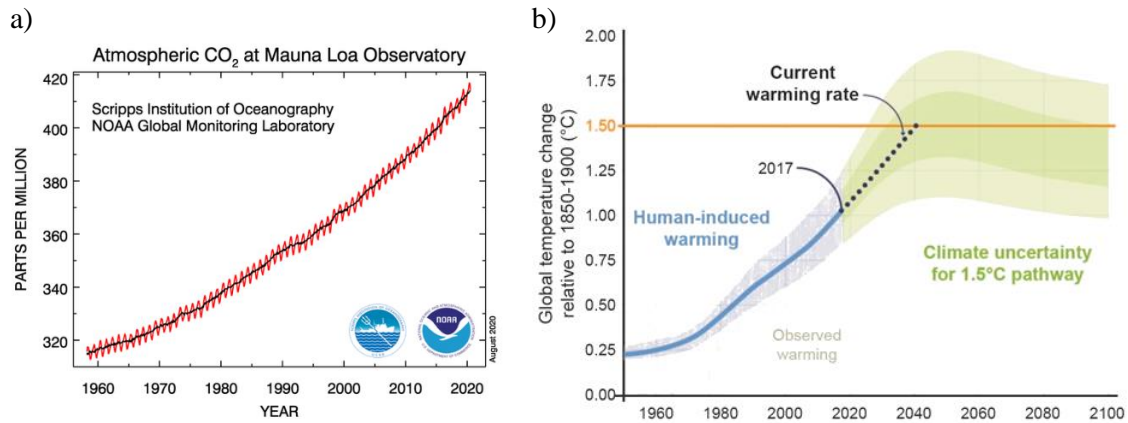 a)
Atmospheric CO₂ at Mauna Loa Observatory
Scripps Institution of Oceanography
NOAA Global Monitoring Laboratory
PARTS PER MILLION
420
400
380
360
340
320
1960 1970 1980 1990 2000 2010 2020
YEAR
NOAA
August 2020
b)
Global temperature change
relative to 1850-1900 (°C)
2.00
1.75
1.50
1.25
1.00
0.75
0.50
0.25
0.00
Current
warming rate
2017
Human-induced
warming
Climate uncertainty
for 1.5°C pathway
Observed
warming
1960 1980 2000 2020 2040 2060 2080 2100